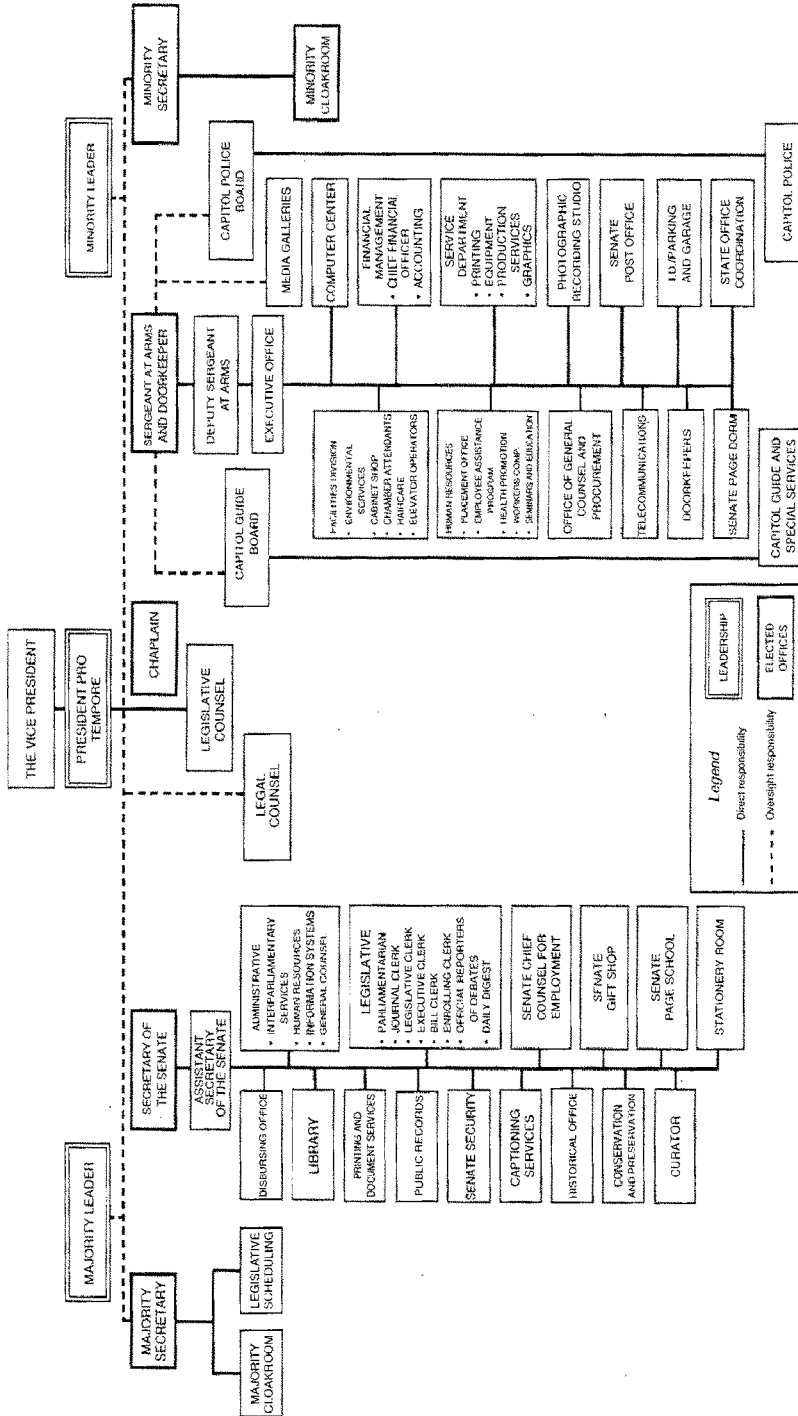 THE VICE PRESIDENT
MAJORITY LEADER
PRESIDENT PRO
TEMPORE
MINORITY LEADER
MAJORITY
SECRETARY
SECRETARY OF
THE SENATE
CHAPLAIN
SERGEANT AT ARMS
AND DOORKEEPER
MINORITY
SECRETARY
MAJORITY
CLOAKROOM
LEGISLATIVE
SCHEDULING
ASSISTANT
SECRETARY
OF THE SENATE
DISBURSING OFFICE
LIBRARY
PRINTING AND
DOCUMENT SERVICES
PUBLIC RECORDS
SENATE SECURITY
CAPTIONING
SERVICES
HISTORICAL OFFICE
CONSERVATION
AND PRESERVATION
CURATOR
ADMINISTRATIVE
• INTERPARLIAMENTARY
SERVICES
• HUMAN RESOURCES
• INFORMATION SYSTEMS
• GENERAL COUNSEL
LEGISLATIVE
• PARLIAMENTARIAN
• JOURNAL CLERK
• LEGISLATIVE CLERK
• EXECUTIVE CLERK
• BILL CLERK
• ENROLLING CLERK
• OFFICIAL REPORTERS
OF DEBATES
• DAILY DIGEST
SENATE CHIEF
COUNSEL FOR
EMPLOYMENT
SENATE
GIFT SHOP
SENATE
PAGE SCHOOL
STATIONERY ROOM
LEGISLATIVE
COUNSEL
LEGAL
COUNSEL
CAPITOL GUIDE
BOARD
DEPUTY SERGEANT
AT ARMS
EXECUTIVE OFFICE
CAPITOL POLICE
BOARD
MEDIA GALLERIES
MINORITY
CLOAKROOM
FACILITIES DIVISION
• ENVIRONMENTAL
SERVICES
• CABINET SHOP
• CHAMBER ATTENDANTS
• HAIRCARE
• ELEVATOR OPERATORS
HUMAN RESOURCES
• PLACEMENT OFFICE
• EMPLOYEE ASSISTANCE
PROGRAM
• HEALTH PROMOTION
• WORKERS COMP.
• SEMINARS AND EDUCATION
OFFICE OF GENERAL
COUNSEL AND
PROCUREMENT
TELECOMMUNICATIONS
DOORKEEPERS
SENATE PAGE DORM
COMPUTER CENTER
FINANCIAL
MANAGEMENT
• CHIEF FINANCIAL
OFFICER
• ACCOUNTING
SERVICE
DEPARTMENT
• PRINTING
• EQUIPMENT
• PRODUCTION
SERVICES
• GRAPHICS
PHOTOGRAPHIC
RECORDING STUDIO
SENATE
POST OFFICE
I.D./PARKING
AND GARAGE
STATE OFFICE
COORDINATION
CAPITOL GUIDE AND
SPECIAL SERVICES
CAPITOL POLICE
Legend
Direct responsibility
Oversight responsibility
LEADERSHIP
ELECTED
OFFICES